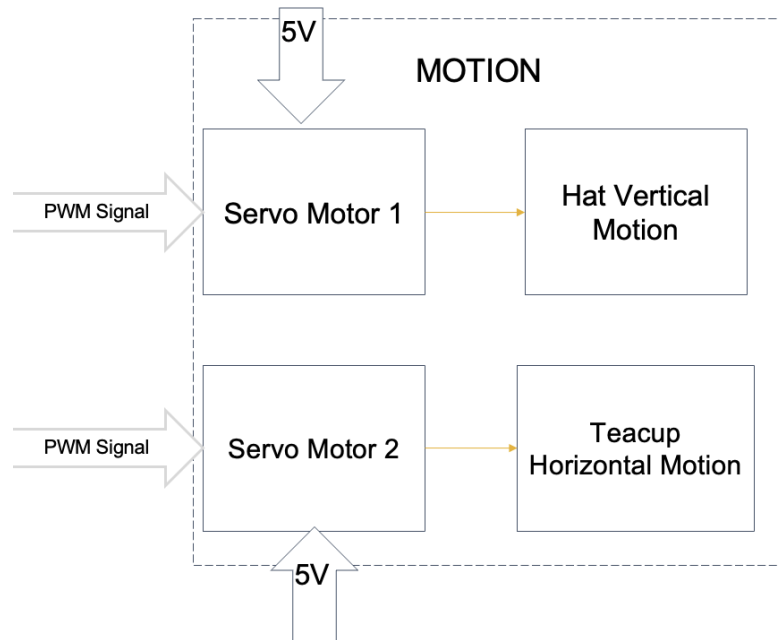 5V
MOTION
PWM Signal
Servo Motor 1
Hat Vertical
Motion
PWM Signal
Servo Motor 2
Teacup
Horizontal Motion
5V